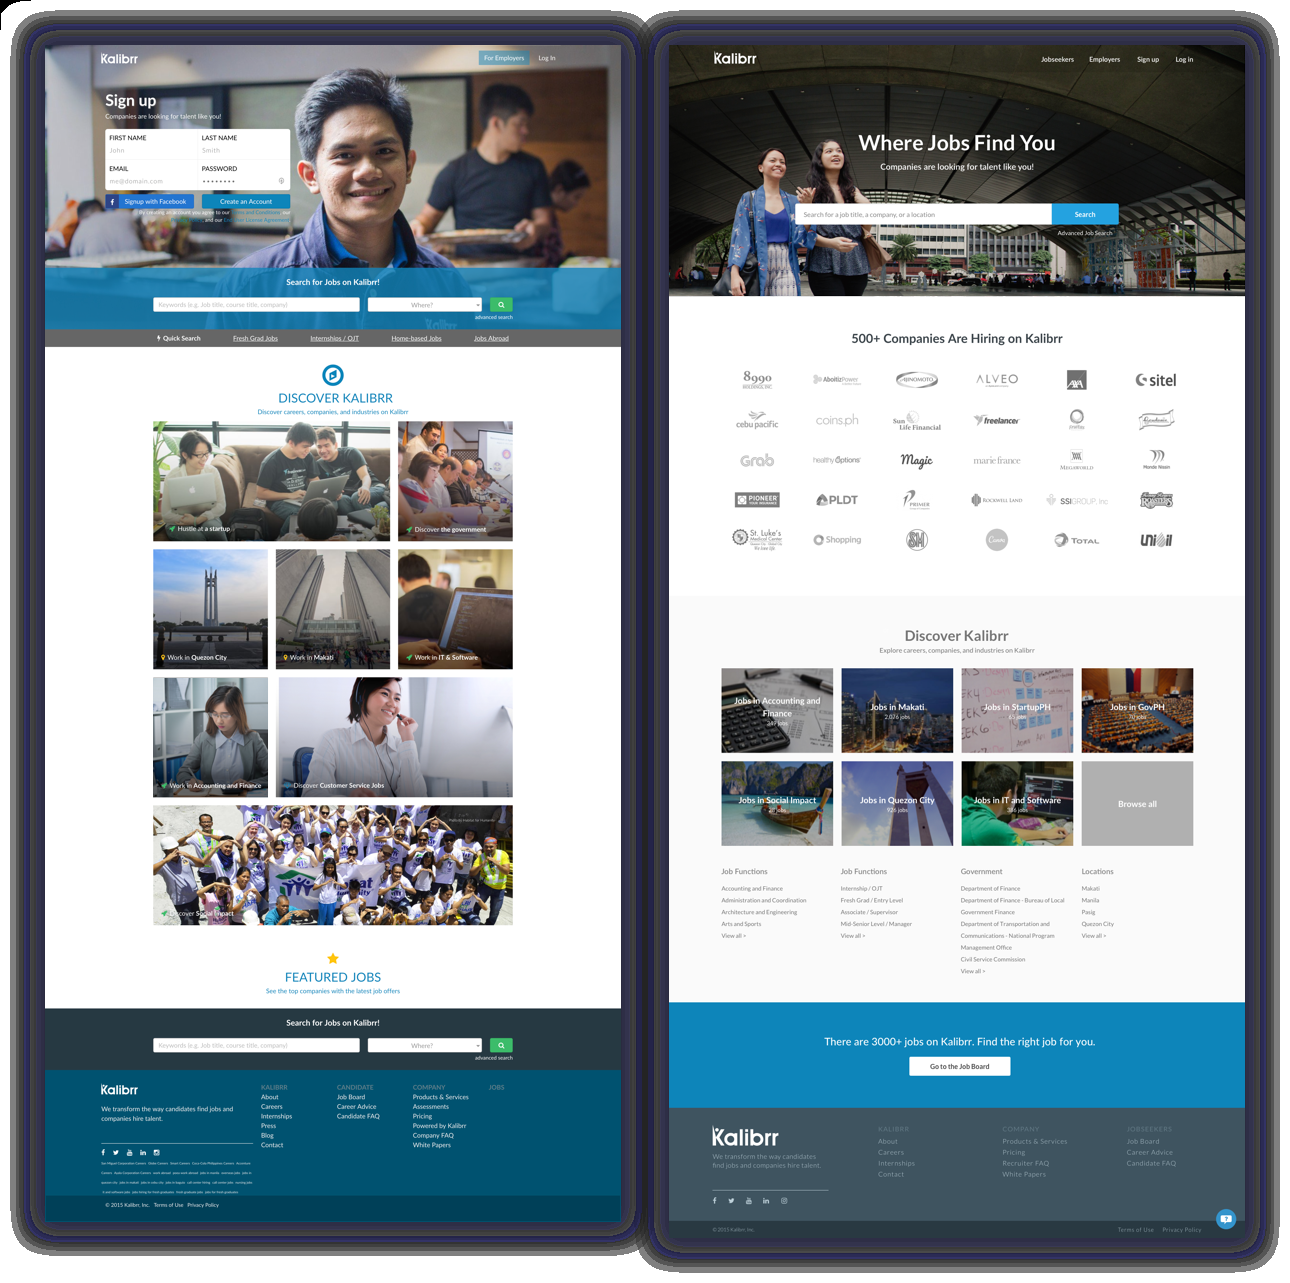 Kalibrr
For Employers
Log In
Sign up
Companies are looking for talent like you!
FIRST NAME
LAST NAME
John
Smith
EMAIL
PASSWORD
me@domain.com
Signup with Facebook
Create an Account
Search for Jobs on Kalibrr!
Keywords (e.g. Job title, course title, company)
Where?
advanced search
Quick Search
Fresh Grad Jobs
Internships / OJT
Home-based Jobs
Jobs Abroad
DISCOVER KALIBRR
Discover careers, companies, and industries on Kalibrr
Hustle at a startup
Discover the government
Work in Quezon City
Work in Makati
Work in IT & Software
Work in Accounting and Finance
Discover Customer Service Jobs
Discover Social Impact
FEATURED JOBS
See the top companies with the latest job offers
Search for Jobs on Kalibrr!
Keywords (e.g. Job title, course title, company)
Where?
advanced search
Kalibrr
We transform the way candidates find jobs and
companies hire talent.
KALIBRR
About
Careers
Internships
Press
Blog
Contact
CANDIDATE
Job Board
Career Advice
Candidate FAQ
COMPANY
Products & Services
Assessments
Pricing
Powered by Kalibrr
Company FAQ
White Papers
JOBS
© 2015 Kalibrr, Inc. Terms of Use Privacy Policy
Kalibrr
Jobseekers
Employers
Sign up
Log in
Where Jobs Find You
Companies are looking for talent like you!
Search for a job title, a company, or a location
Search
Advanced Job Search
500+ Companies Are Hiring on Kalibrr
8990
HOLDINGS, INC
AboitizPower
AJINOMOTO
ALVEO
AXA
sitel
cebu pacific
coins.ph
Sun
Life Financial
freelancer
Grab
healthy Options
Magic
marie france
MEGAWORLD
Monde Nissin
PIONEER
YOUR INSURANCE
PLDT
PRIMER
ROCKWELL LAND
SSIGROUP, Inc.
St. Luke's
Medical Center
Shopping
SM
Canva
TOTAL
UNIOIL
Discover Kalibrr
Explore careers, companies, and industries on Kalibrr
Jobs in Accounting and
Finance
Jobs in Makati
2,026 jobs
Jobs in StartupPH
Jobs in GovPH
Jobs in Social Impact
Jobs in Quezon City
926 jobs
Jobs in IT and Software
Browse all
Job Functions
Accounting and Finance
Administration and Coordination
Architecture and Engineering
Arts and Sports
View all >
Job Functions
Internship / OJT
Fresh Grad / Entry Level
Associate / Supervisor
Mid-Senior Level / Manager
View all >
Government
Department of Finance
Department of Finance - Bureau of Local
Government Finance
Department of Transportation and
Communications - National Program
Management Office
Civil Service Commission
View all >
Locations
Makati
Manila
Pasig
Quezon City
View all >
There are 3000+ jobs on Kalibrr. Find the right job for you.
Go to the Job Board
Kalibrr
We transform the way candidates
find jobs and companies hire talent.
KALIBRR
About
Careers
Internships
Contact
COMPANY
Products & Services
Pricing
Recruiter FAQ
White Papers
JOBSEEKERS
Job Board
Career Advice
Candidate FAQ
© 2015 Kalibrr, Inc.
Terms of Use
Privacy Policy